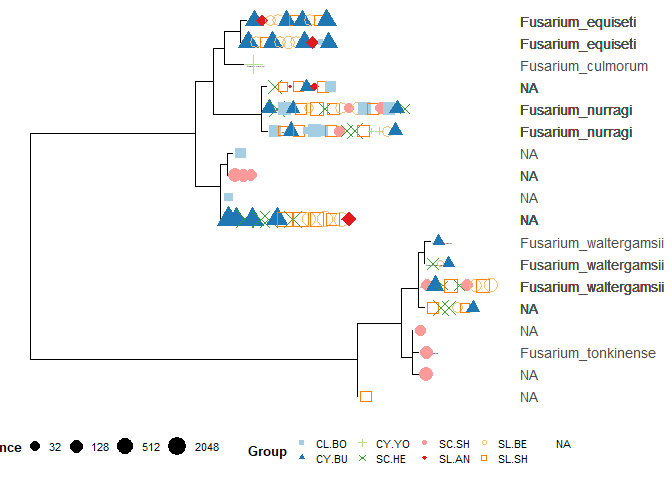 Fusarium_equiseti
Fusarium_equiseti
Fusarium_culmorum
NA
Fusarium_nurragi
Fusarium_nurragi
NA
NA
NA
NA
Fusarium_waltergamsii
Fusarium_waltergamsii
Fusarium_waltergamsii
NA
NA
Fusarium_tonkinense
NA
NA
nce 32 128 512 2048 Group CL.BO CY.YO SC.SH SL.BE NA
CY.BU SC.HE SL.AN SL.SH